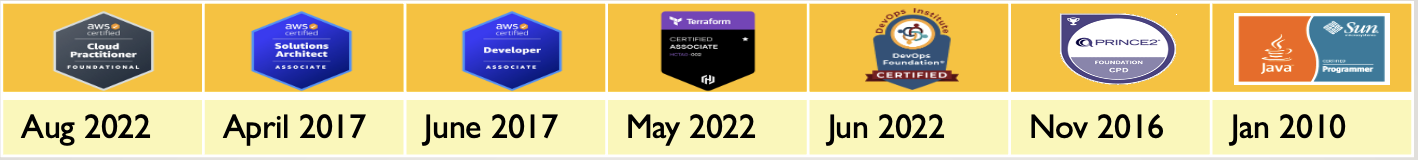 aws
certified
Cloud
Practitioner
FOUNDATIONAL
aws
certified
Solutions
Architect
ASSOCIATE
aws
certified
Developer
ASSOCIATE
Terraform
CERTIFIED
ASSOCIATE
DevOps Institute
DevOps
Foundation®
CERTIFIED
PRINCE2
FOUNDATION
CPD
Java
Sun
CERTIFIED
Programmer
Aug 2022
April 2017
June 2017
May 2022
Jun 2022
Nov 2016
Jan 2010